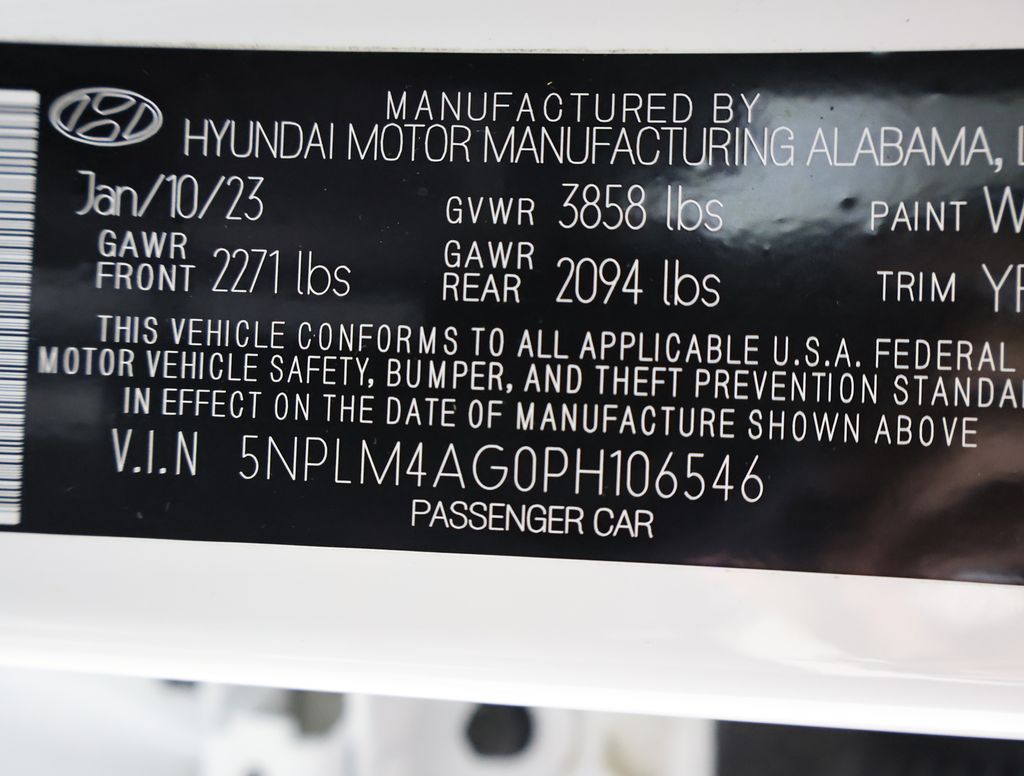 MANUFACTURED BY
HYUNDAI MOTOR MANUFACTURING ALABAMA,
Jan/10/23 GVWR 3858 lbs PAINT W
GAWR FRONT 2271 lbs GAWR REAR 2094 lbs TRIM
THIS VEHICLE CONFORMS TO ALL APPLICABLE U.S.A. FEDERAL
MOTOR VEHICLE SAFETY, BUMPER, AND THEFT PREVENTION STANDA
IN EFFECT ON THE DATE OF MANUFACTURE SHOWN ABOVE
V.I.N 5NPLM4AG0PH106546
PASSENGER CAR